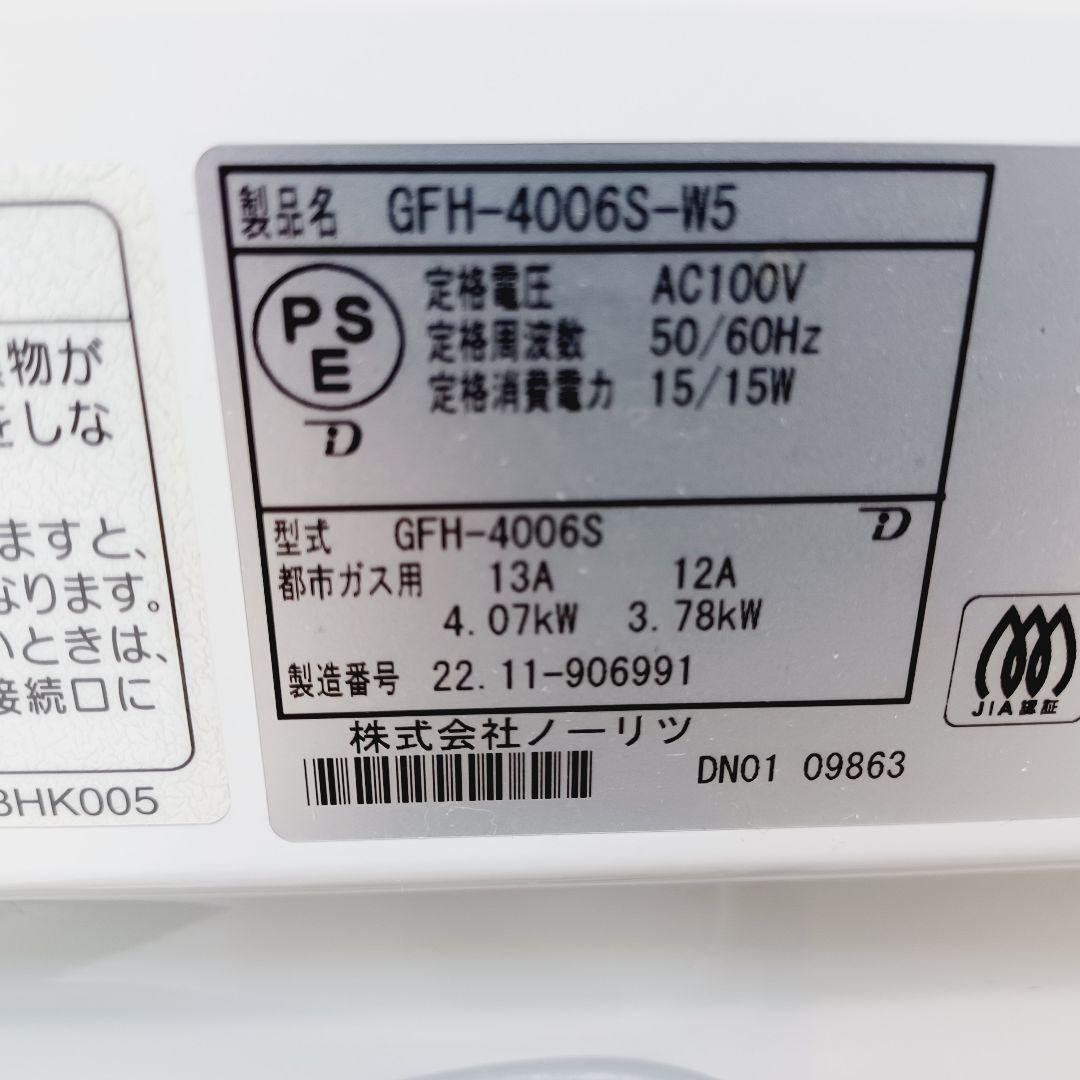 物が
をしな
ますと、
なります。
いときは、
接続口に
BHK005
製品名 GFH-4006S-W5
PSE
定格電圧 AC100V
定格周波数 50/60Hz
定格消費電力 15/15W
型式 GFH-4006S
都市ガス用 13A 12A
4.07kW 3.78kW
製造番号 22.11-906991
株式会社ノーリツ
DN01 09863
JIA認証